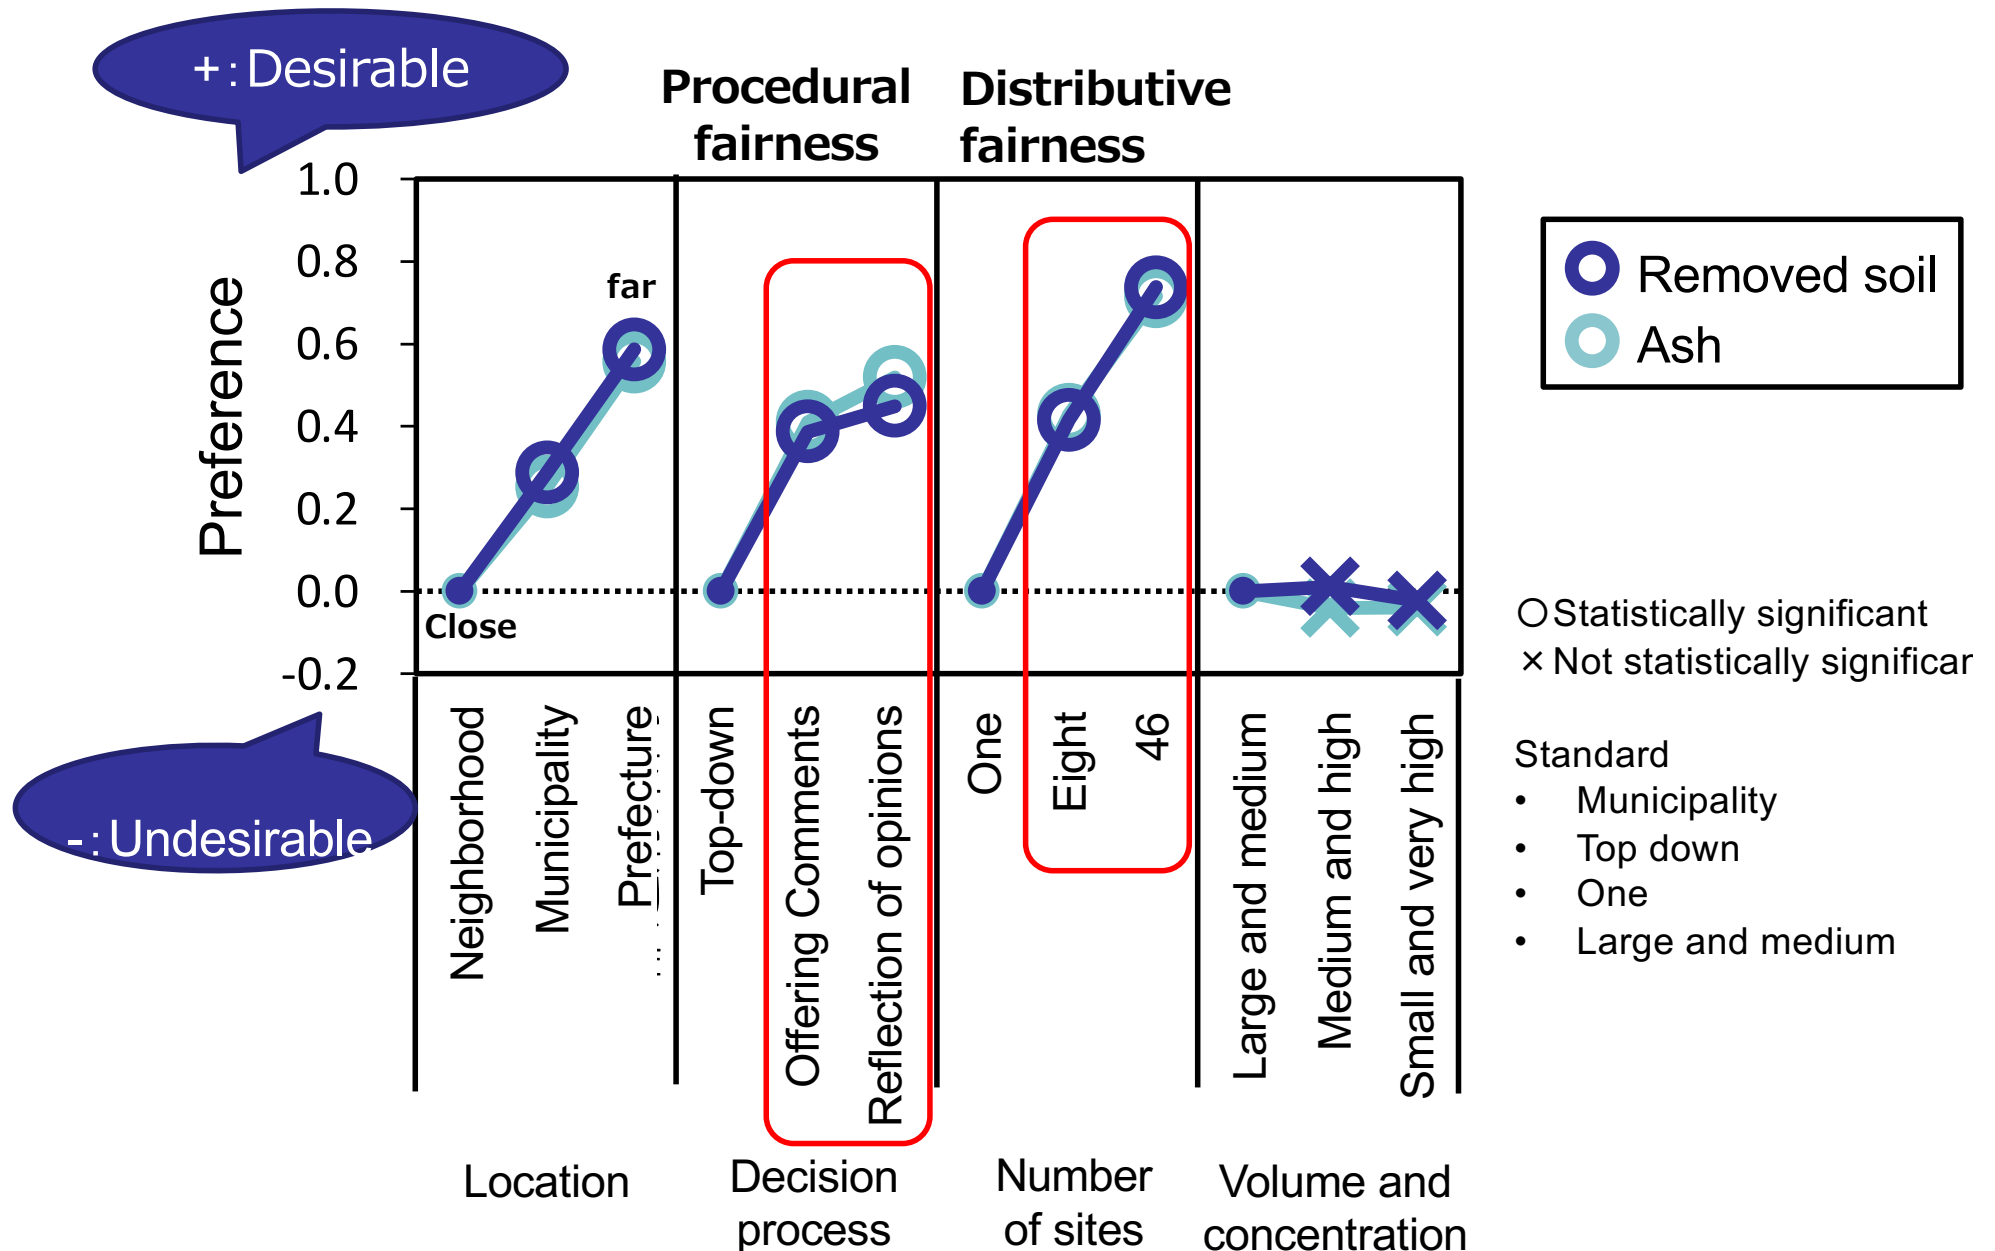 +:Desirable
Procedural
fairness
Distributive
fairness
Preference
1.0
0.8
0.6
0.4
0.2
0.0
-0.2
far
Close
Removed soil
Ash
○Statistically significant
×Not statistically significar
Standard
• Municipality
• Top down
• One
• Large and medium
-:Undesirable
Neighborhood
Municipality
Prefecture
Top-down
Offering Comments
Reflection of opinions
One
Eight
46
Large and medium
Medium and high
Small and very high
Location
Decision
process
Number
of sites
Volume and
concentration